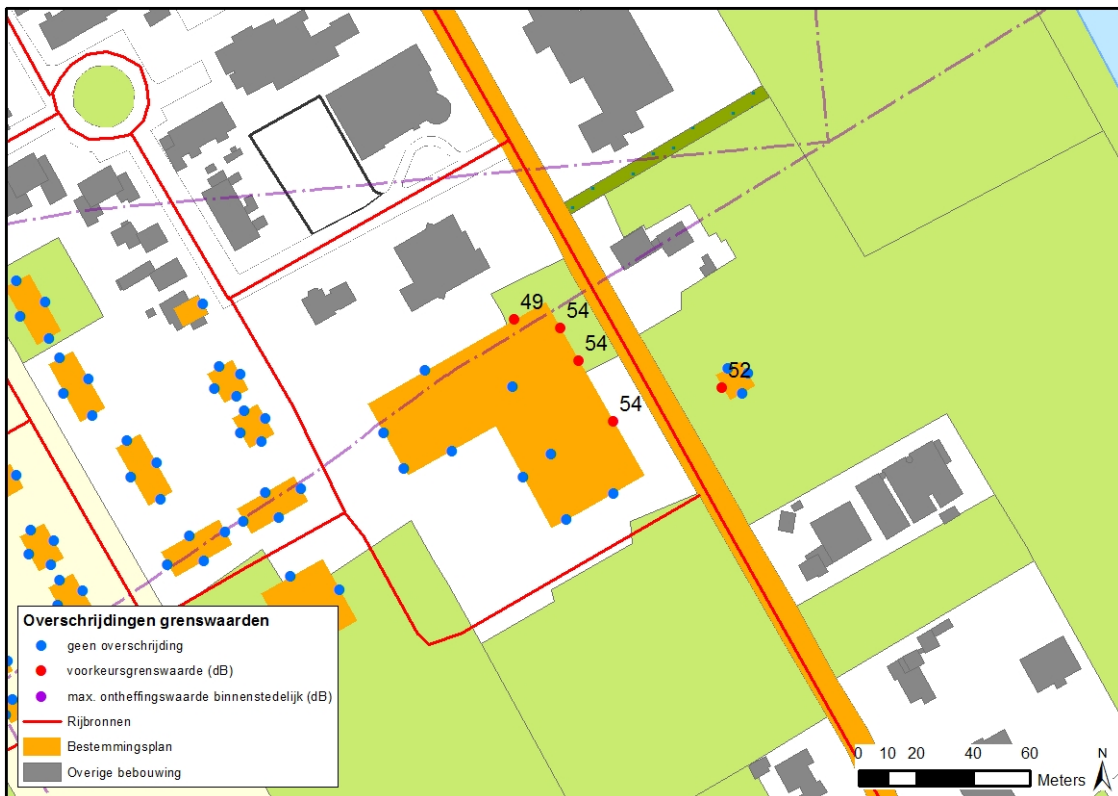 49
54
54
52
54
Overschrijdingen grenswaarden
geen overschrijding
voorkeursgrenswaarde (dB)
max. ontheffingswaarde binnenstedelijk (dB)
Rijbronnen
Bestemmingsplan
Overige bebouwing
0 10 20 40 60
Meters
N